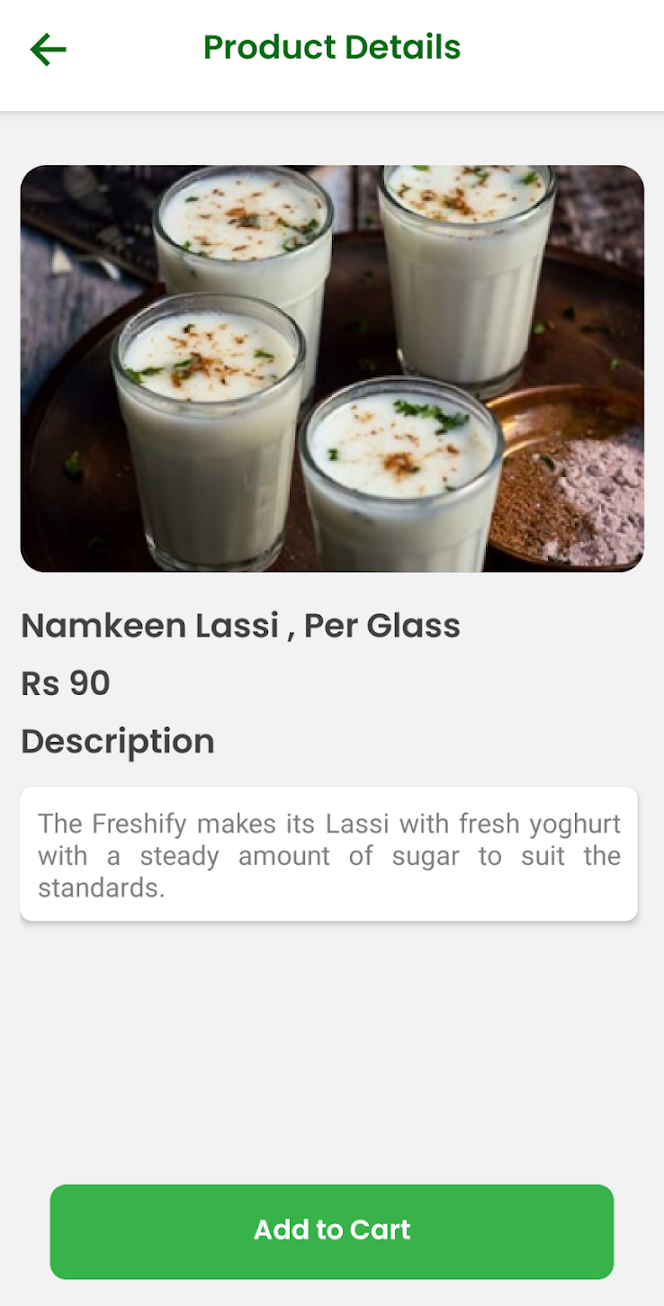 Product Details
Namkeen Lassi , Per Glass
Rs 90
Description
The Freshify makes its Lassi with fresh yoghurt
with a steady amount of sugar to suit the
standards.
Add to Cart